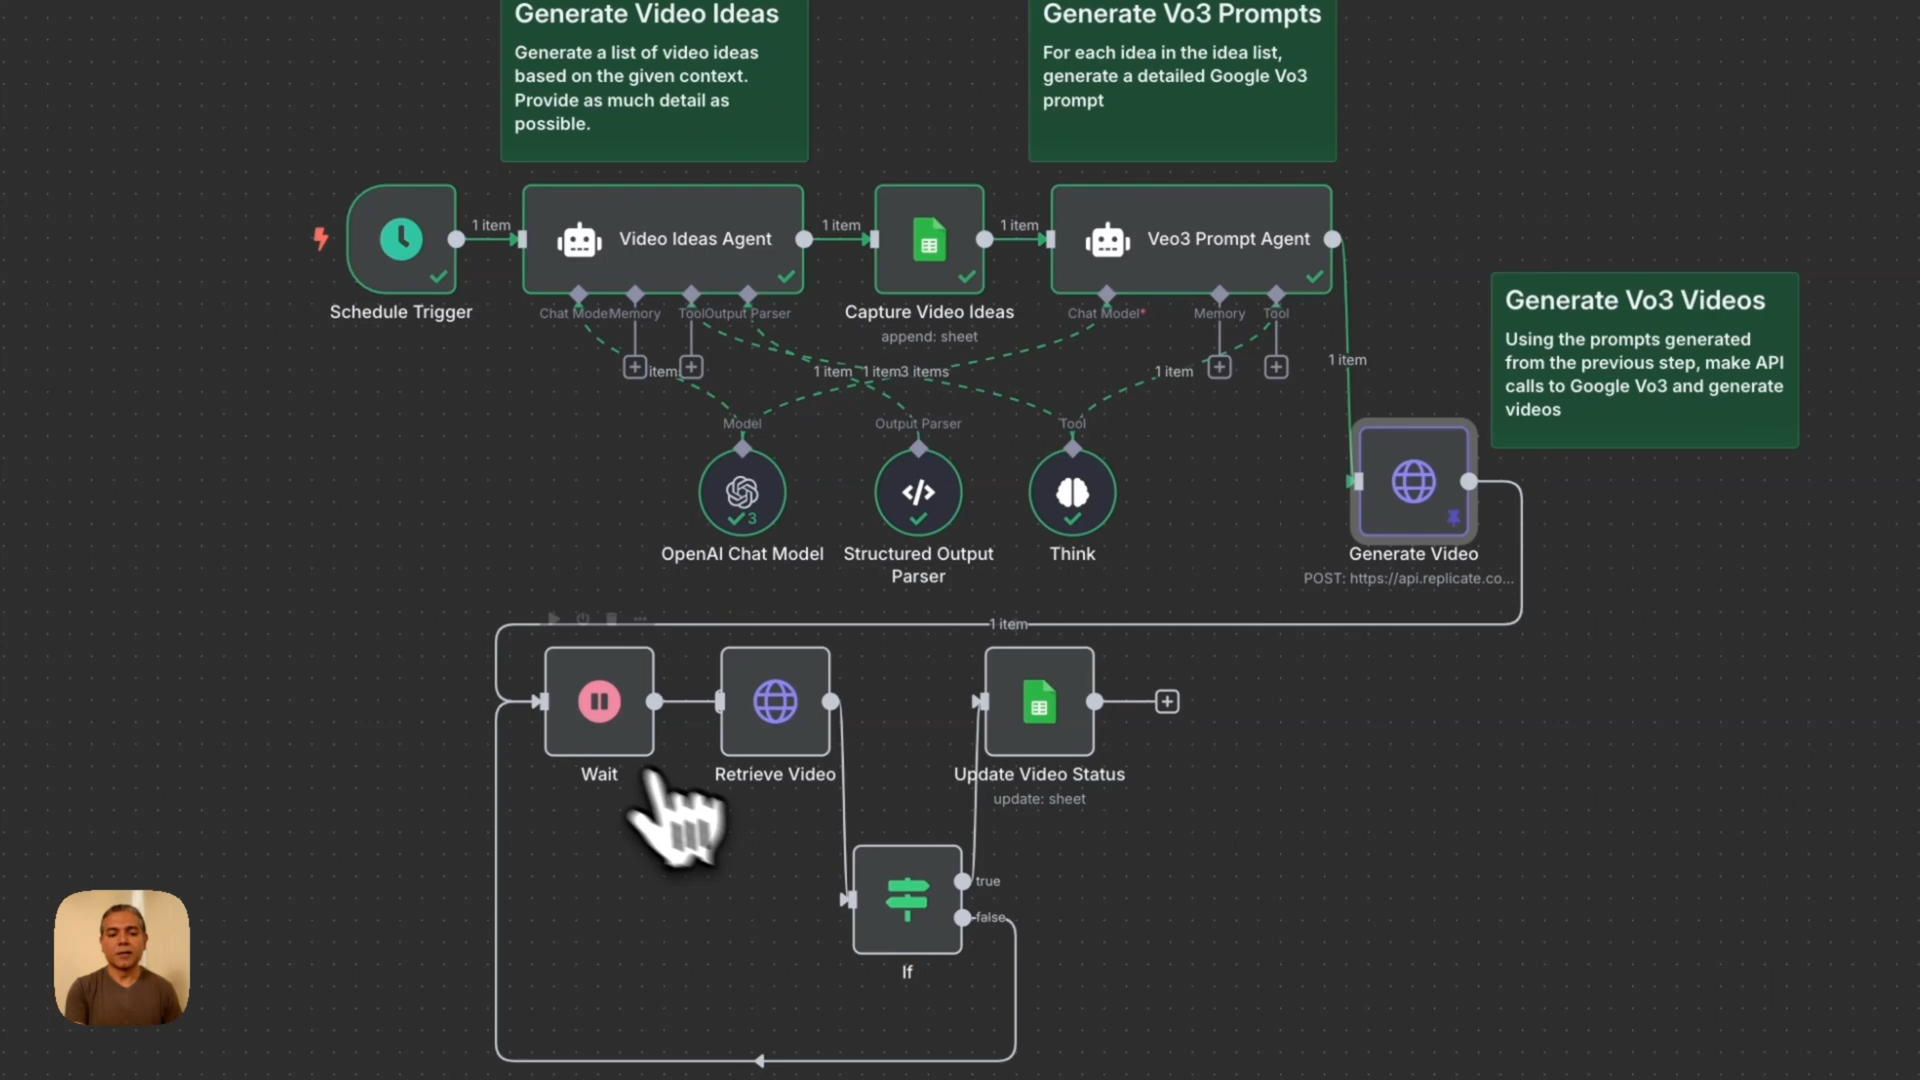 Generate Video Ideas
Generate a list of video ideas
based on the given context.
Provide as much detail as
possible.
Generate Vo3 Prompts
For each idea in the idea list,
generate a detailed Google Vo3
prompt
1 item
Video Ideas Agent
1 item
1 item
Veo3 Prompt Agent
Schedule Trigger
Chat Mode
Memory
Tool
Output Parser
Capture Video Ideas
append: sheet
Chat Model*
Memory
Tool
Generate Vo3 Videos
Using the prompts generated
from the previous step, make API
calls to Google Vo3 and generate
videos
1 item
items
1 item
1 item
3 items
1 item
Model
Output Parser
Tool
3
OpenAI Chat Model
Structured Output
Parser
Think
Generate Video
POST: https://api.replicate.co...
1 item
Wait
Retrieve Video
Update Video Status
update: sheet
true
false
If